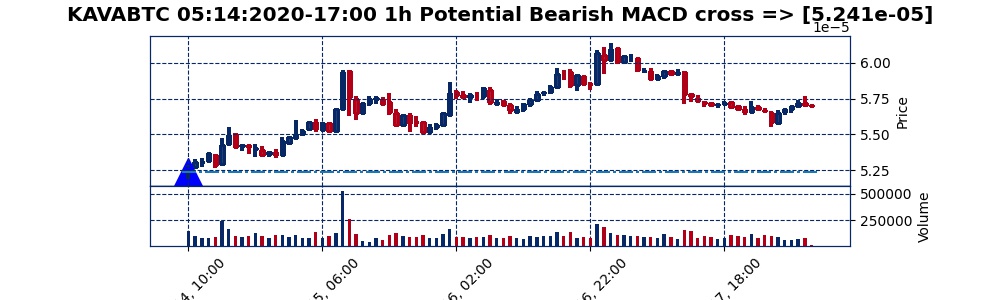 KAVABTC 05:14:2020-17:00 1h Potential Bearish MACD cross => [5.241e-05]
1e−5
6.00
5.75
5.50
5.25
Price
500000
250000
Volume
4, 10:00
5, 06:00
6, 02:00
6, 22:00
7, 18:00